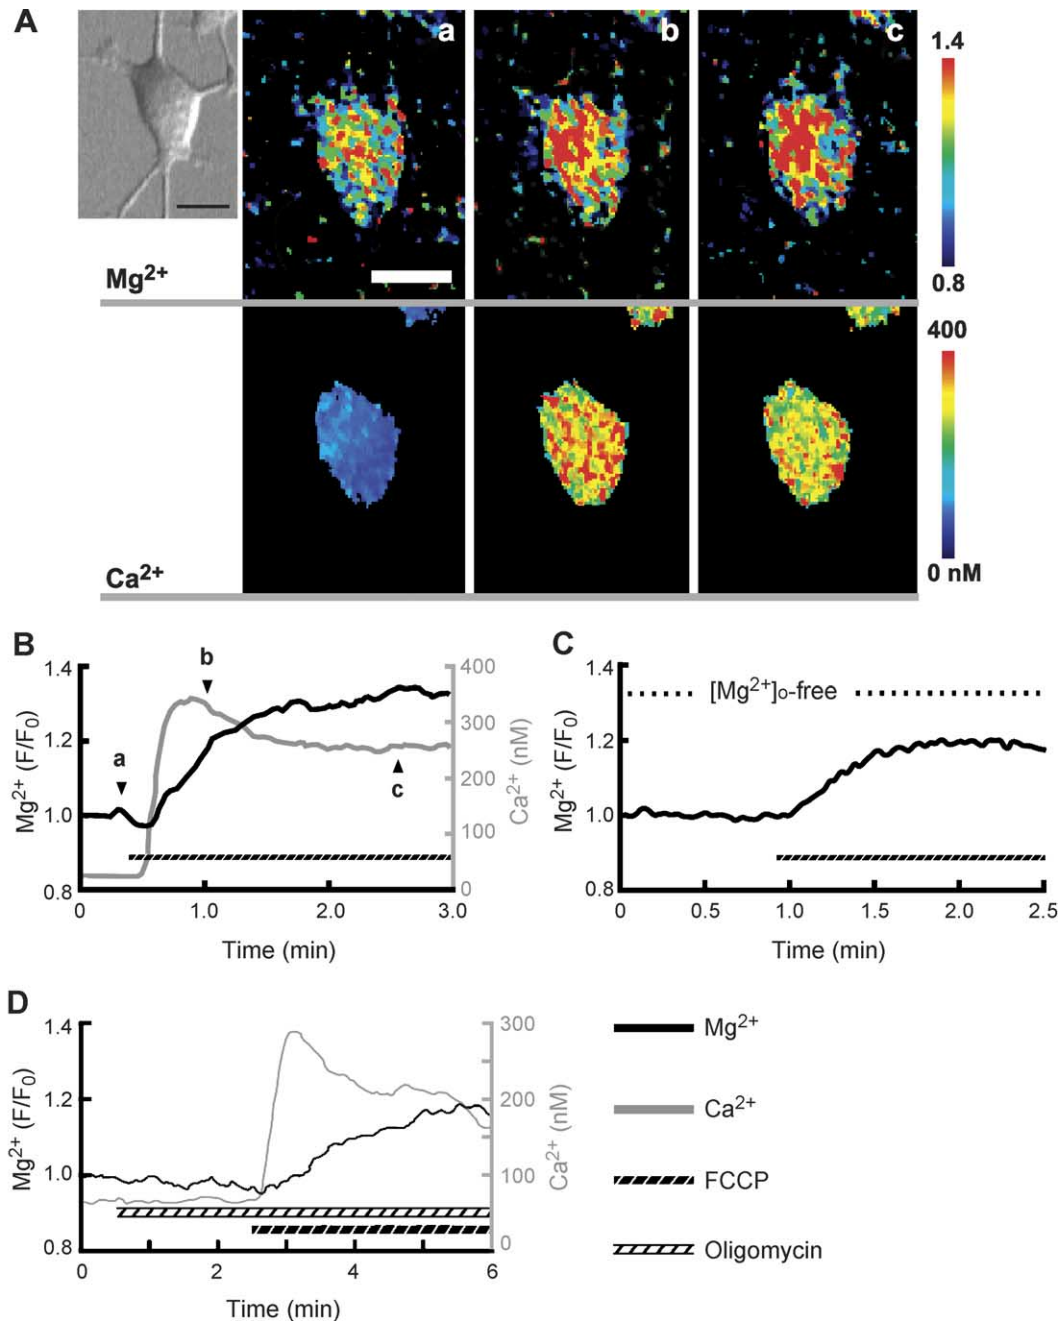 A
a
b
c
1.4
0.8
Mg2+
400
0 nM
Ca2+
B
1.4
1.2
1.0
0.8
Mg2+ (F/F0)
a
b
c
400
300
200
100
0
Ca2+ (nM)
0 1.0 2.0 3.0
Time (min)
C
1.4
1.2
1.0
0.8
Mg2+ (F/F0)
[Mg2+]o-free
0 0.5 1.0 1.5 2.0 2.5
Time (min)
D
1.4
1.2
1.0
0.8
Mg2+ (F/F0)
300
200
100
0
Ca2+ (nM)
0 2 4 6
Time (min)
Mg2+
Ca2+
FCCP
Oligomycin